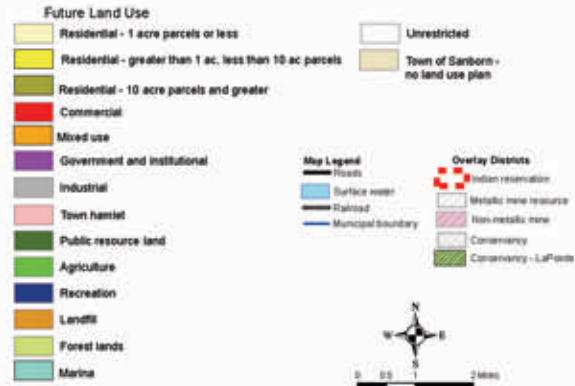 Future Land Use
Residential - 1 acre parcels or less
Residential - greater than 1 ac, less than 10 ac parcels
Residential - 10 acre parcels and greater
Commercial
Mixed use
Government and institutional
Industrial
Town hamlet
Public resource land
Agriculture
Recreation
Landfill
Forest lands
Marina
Unrestricted
Town of Sanborn -
no land use plan
Map Legend
Roads
Surface water
Railroad
Municipal boundary
Overlay Districts
Indian reservation
Metallic mine resource
Non-metallic mine
Conservancy
Conservancy - LaPointe
N
W
E
S
0 0.5 1 2 Miles